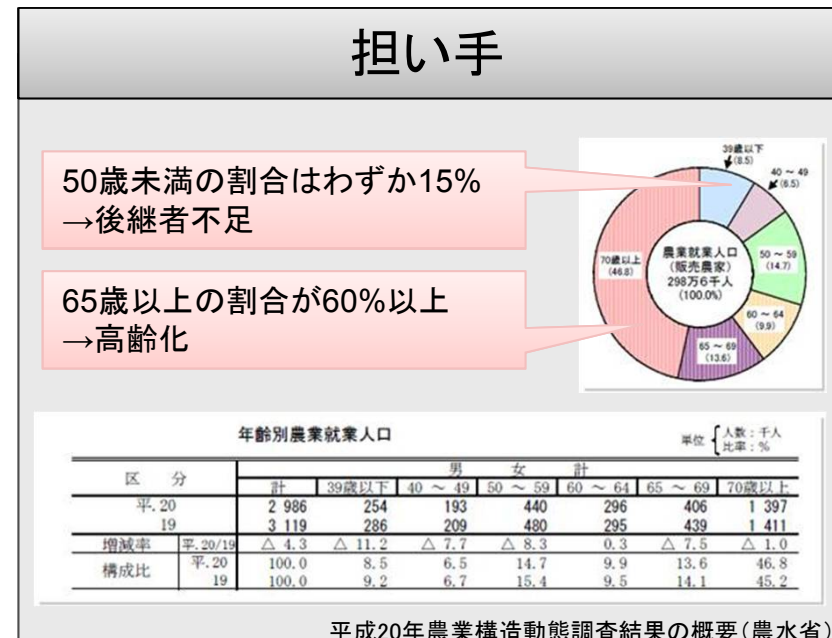 担い手
50歳未満の割合はわずか15%
→後継者不足
65歳以上の割合が60%以上
→高齢化
39歳以下
(8.5)
40 ～ 49
(6.5)
50 ～ 59
(14.7)
60 ～ 64
(9.9)
65 ～ 69
(13.6)
70歳以上
(46.8)
農業就業人口
(販売農家)
298万6千人
(100.0%)
年齢別農業就業人口
単位 人数：千人
比率：%
区 分 男 女 計
計 39歳以下 40 ～ 49 50 ～ 59 60 ～ 64 65 ～ 69 70歳以上
平. 20 2 986 254 193 440 296 406 1 397
19 3 119 286 209 480 295 439 1 411
増減率 平. 20/19 △ 4.3 △ 11.2 △ 7.7 △ 8.3 0.3 △ 7.5 △ 1.0
構成比 平. 20 100.0 8.5 6.5 14.7 9.9 13.6 46.8
19 100.0 9.2 6.7 15.4 9.5 14.1 45.2
平成20年農業構造動態調査結果の概要（農水省）